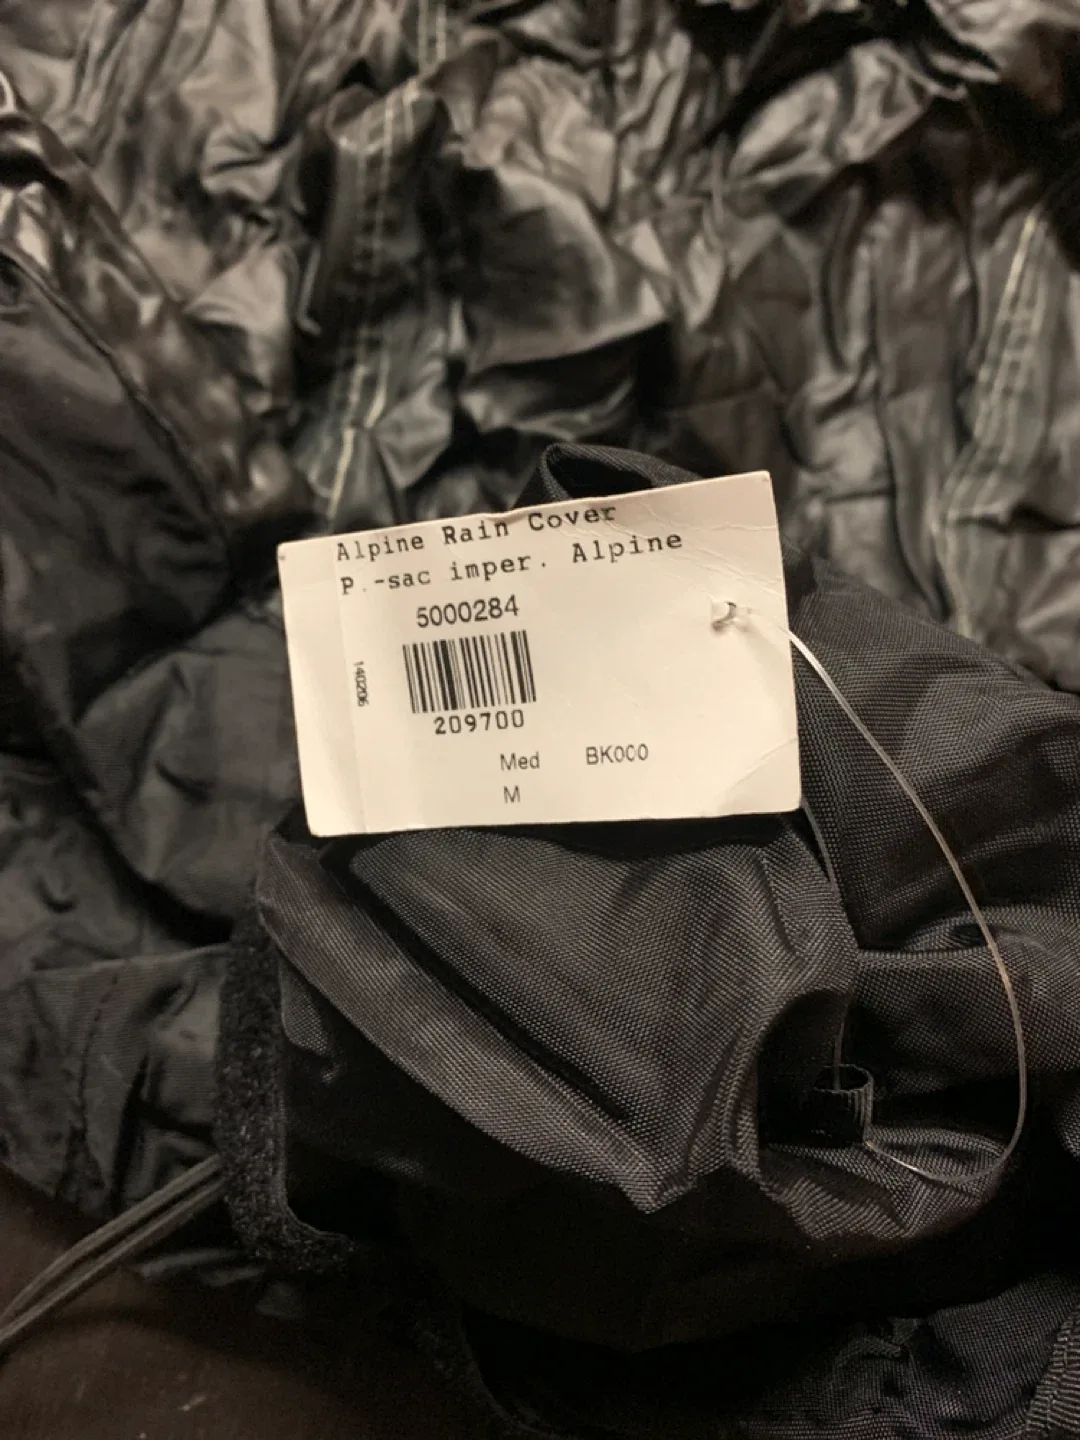 Alpine Rain Cover
P.-sac imper. Alpine
5000284
140206
209700
Med BK000
M